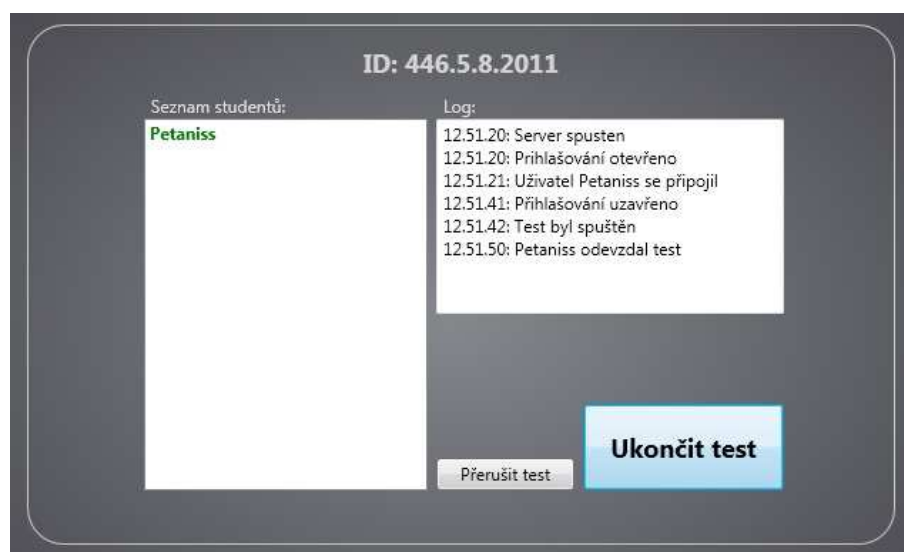 ID: 446.5.8.2011
Seznam studentů:
Petaniss
Log:
12.51.20: Server spusten
12.51.20: Prihlašování otevřeno
12.51.21: Uživatel Petaniss se připojil
12.51.41: Přihlašování uzavřeno
12.51.42: Test byl spuštěn
12.51.50: Petaniss odevzdal test
Přerušit test
Ukončit test